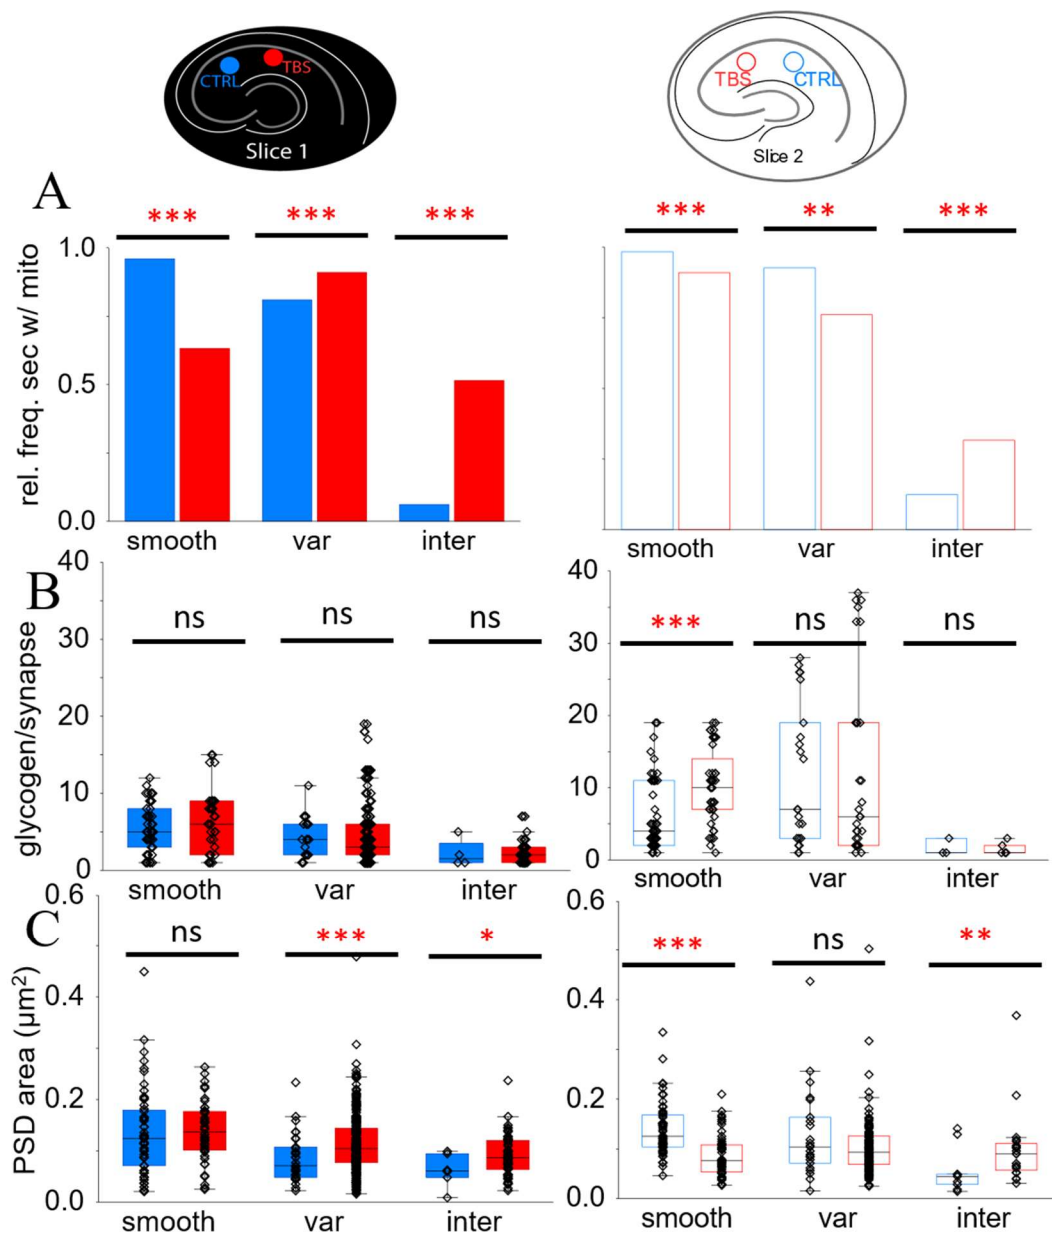 CTRL TBS
Slice 1
TBS CTRL
Slice 2
A
*** *** ***
*** ** ***
rel. freq. sec w/ mito
1.0
0.5
0.0
smooth var inter
smooth var inter
B
glycogen/synapse
40
30
20
10
0
ns ns ns
smooth var inter
40
30
20
10
0
*** ns ns
smooth var inter
C
PSD area (μm²)
0.6
0.4
0.2
0.0
ns *** *
smooth var inter
0.6
0.4
0.2
0.0
*** ns **
smooth var inter